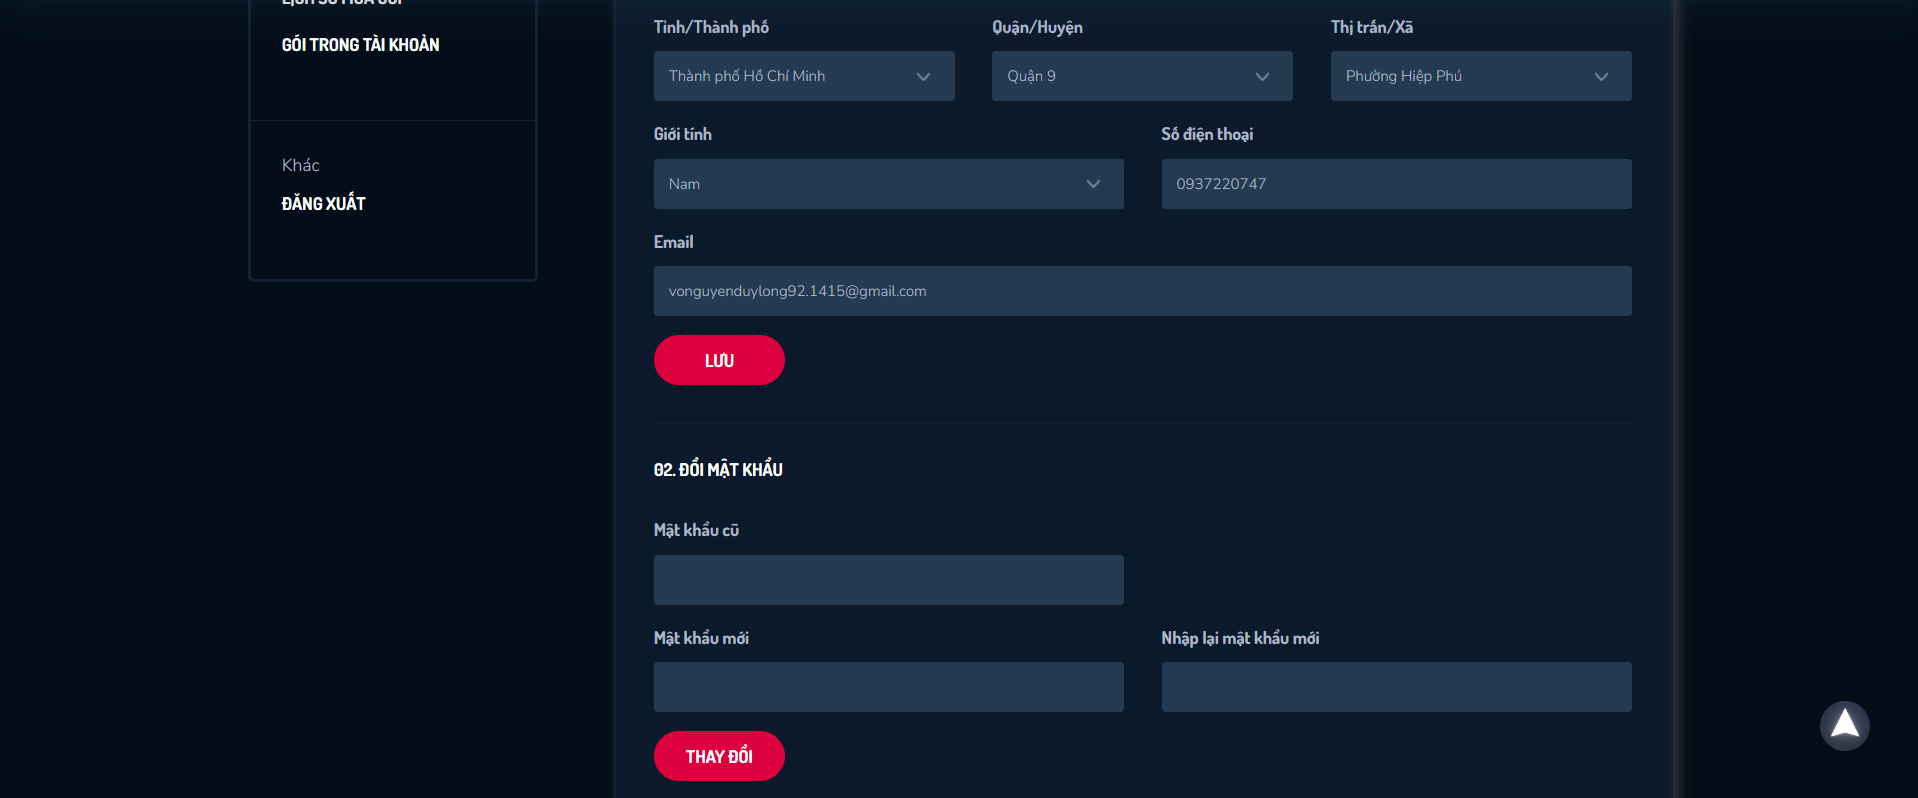 GÓI TRONG TÀI KHOẢN
Khác
ĐĂNG XUẤT
Tỉnh/Thành phố
Quận/Huyện
Thị trấn/Xã
Thành phố Hồ Chí Minh
Quận 9
Phường Hiệp Phú
Giới tính
Số điện thoại
Nam
0937220747
Email
vonguyenduylong92.1415@gmail.com
LƯU
02. ĐỔI MẬT KHẨU
Mật khẩu cũ
Mật khẩu mới
Nhập lại mật khẩu mới
THAY ĐỔI